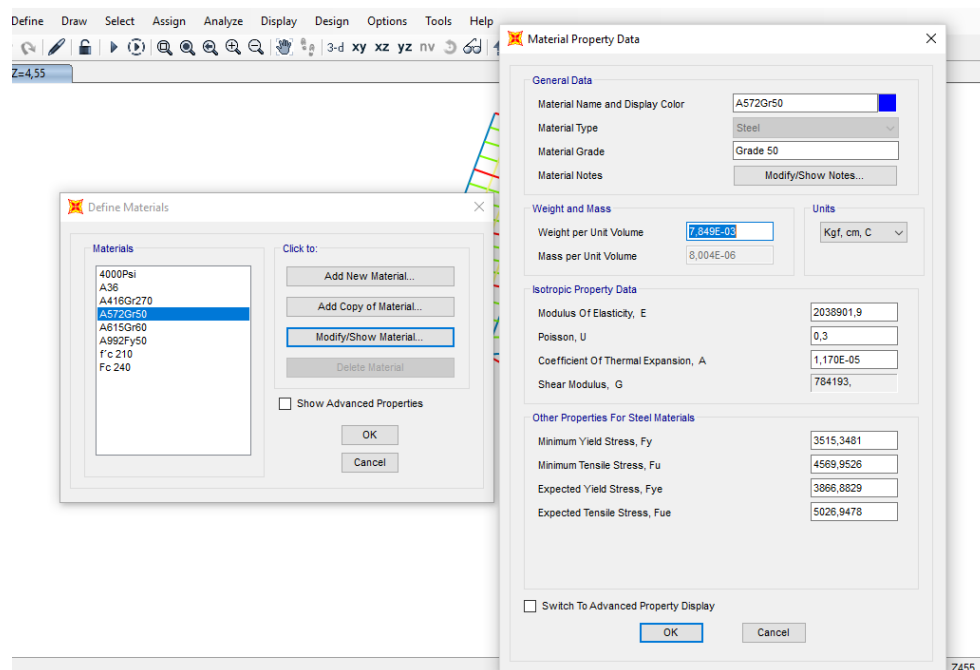 Define Draw Select Assign Analyze Display Design Options Tools Help
3-d xy xz yz nv
Z=4,55
Define Materials
Materials
4000Psi
A36
A416Gr270
A572Gr50
A615Gr60
A992Fy50
f´c 210
Fc 240
Click to:
Add New Material...
Add Copy of Material...
Modify/Show Material...
Delete Material
Show Advanced Properties
OK
Cancel
Material Property Data
General Data
Material Name and Display Color A572Gr50
Material Type Steel
Material Grade Grade 50
Material Notes Modify/Show Notes...
Weight and Mass
Weight per Unit Volume 7,849E-03
Mass per Unit Volume 8,004E-06
Units
Kgf, cm, C
Isotropic Property Data
Modulus Of Elasticity, E 2038901,9
Poisson, U 0,3
Coefficient Of Thermal Expansion, A 1,170E-05
Shear Modulus, G 784193,
Other Properties For Steel Materials
Minimum Yield Stress, Fy 3515,3481
Minimum Tensile Stress, Fu 4569,9526
Expected Yield Stress, Fye 3866,8829
Expected Tensile Stress, Fue 5026,9478
Switch To Advanced Property Display
OK Cancel
Z455